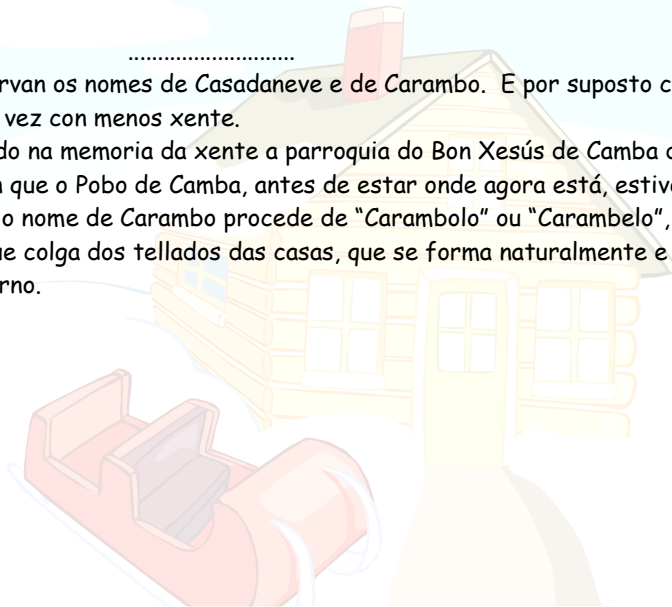 ............................
rvan os nomes de Casadaneve e de Carambo. E por suposto c
vez con menos xente.
do na memoria da xente a parroquia do Bon Xesús de Camba
que o Pobo de Camba, antes de estar onde agora está, estiv
o nome de Carambo procede de “Carambolo” ou “Carambelo”,
ue colga dos tellados das casas, que se forma naturalmente e
rno.